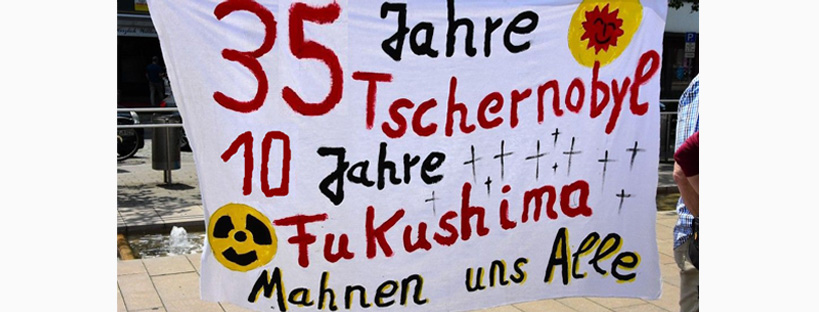 35 Jahre
Tschernobyl
10 Jahre
Fukushima
Mahnen uns Alle